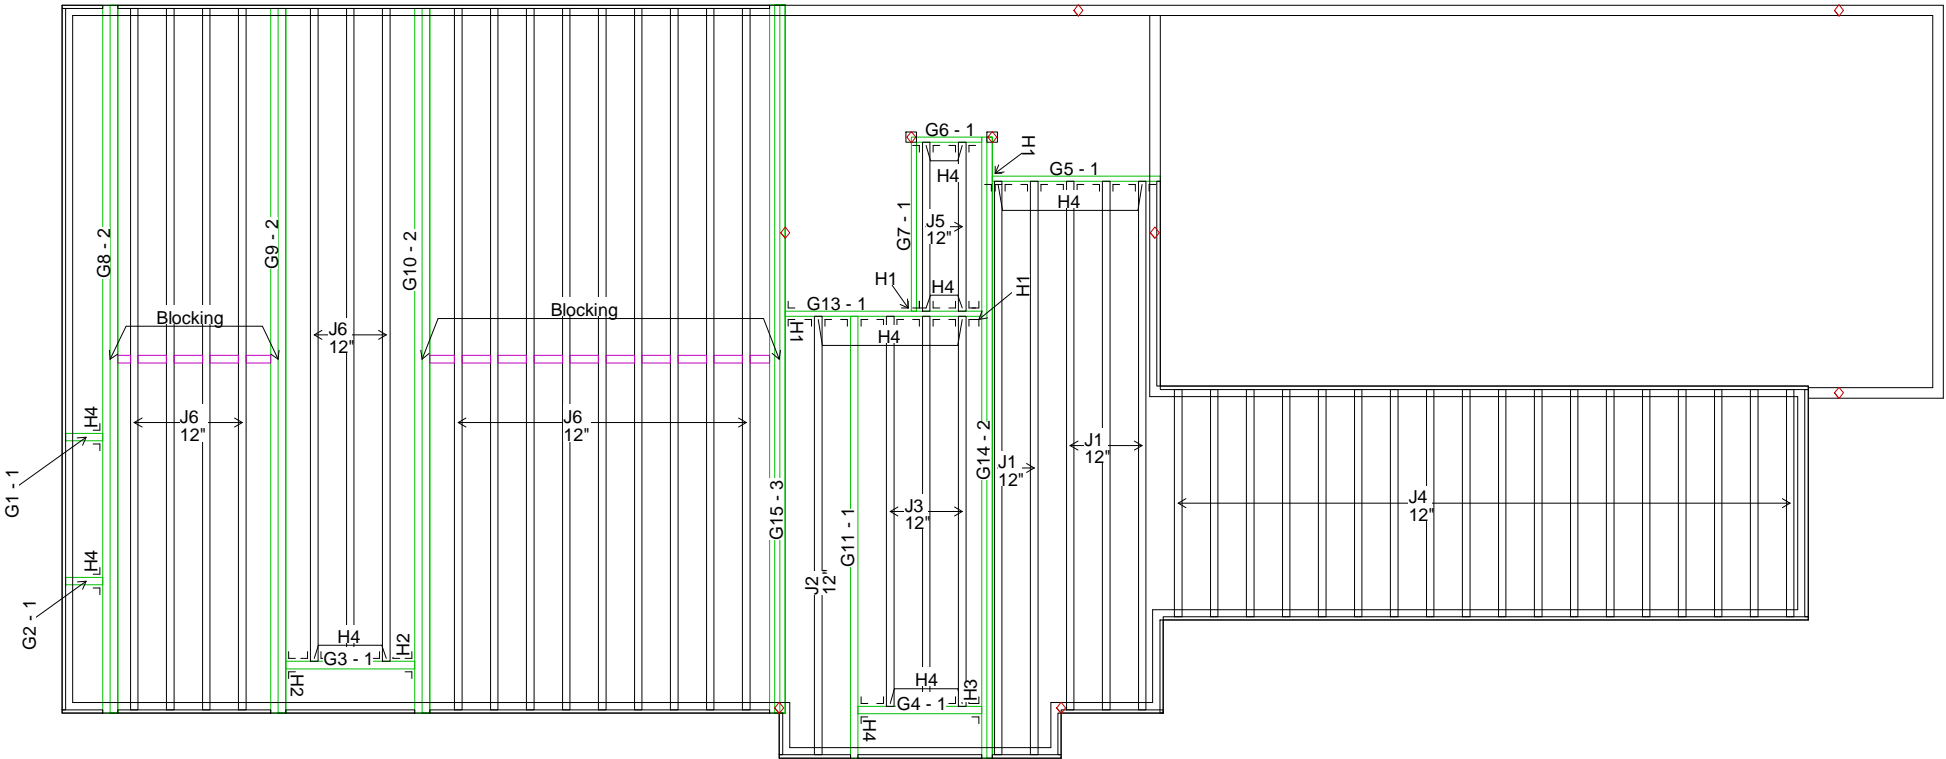 G6 - 1
H1
G5 - 1
H4
H4
G7 - 1
J5
12"
G8 - 2
G9 - 2
G10 - 2
H1
H4
H1
G13 - 1
Blocking
Blocking
J6
12"
H1
H4
H4
J6
12"
J6
12"
G14 - 2
J1
12"
J1
12"
G1 - 1
G15 - 3
G11 - 1
J3
12"
J4
12"
H4
J2
12"
G2 - 1
H4
H2
G3 - 1
H2
H4
H3
G4 - 1
H4